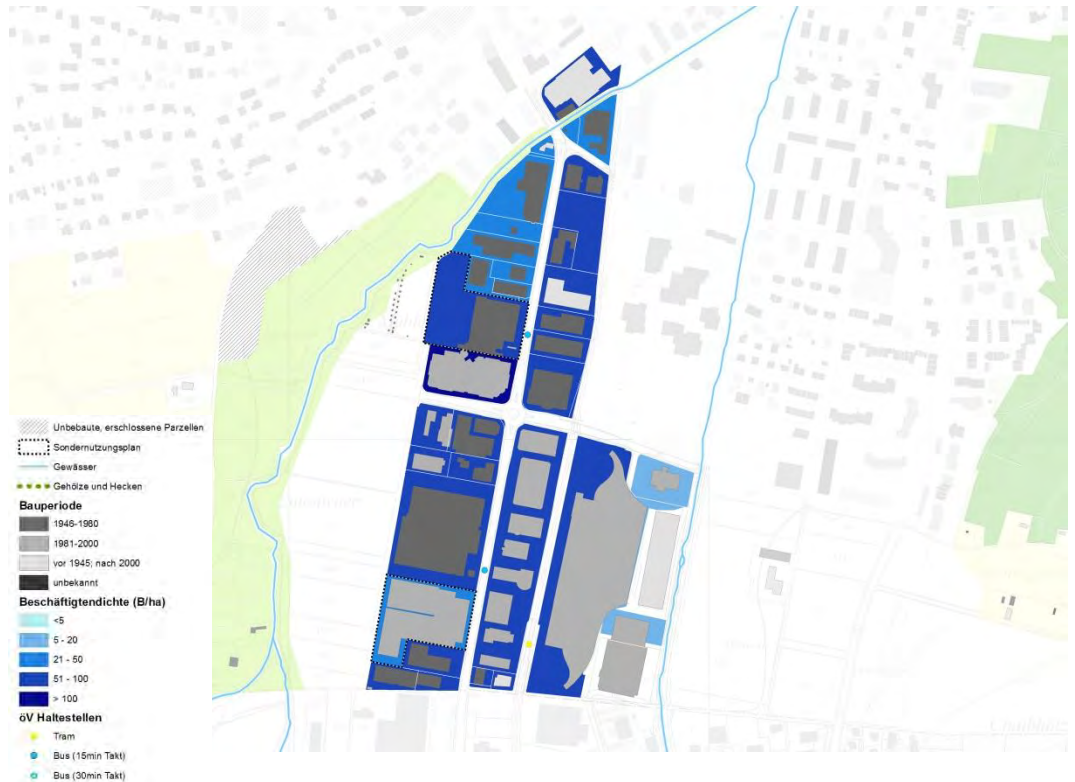 Unbebaute, erschlossene Parzellen
Sondernutzungsplan
Gewässer
Gehölze und Hecken
Bauperiode
1946-1980
1981-2000
vor 1945; nach 2000
unbekannt
Beschäftigtendichte (B/ha)
<5
5 - 20
21 - 50
51 - 100
> 100
öV Haltestellen
Tram
Bus (15min Takt)
Bus (30min Takt)